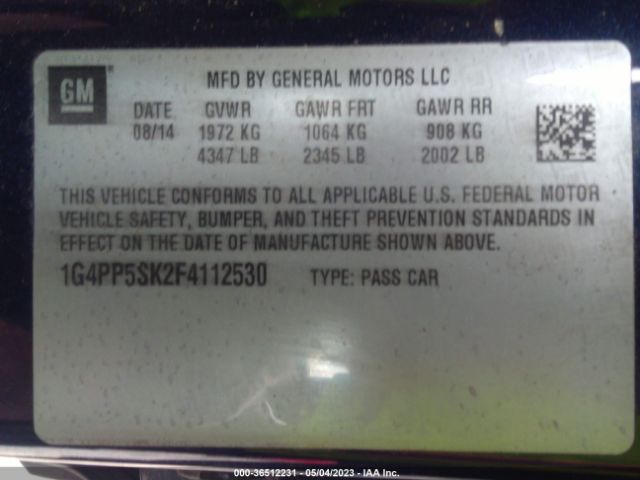 GM
MFD BY GENERAL MOTORS LLC
DATE GVWR GAWR FRT GAWR RR
08/14 1972 KG 1064 KG 908 KG
4347 LB 2345 LB 2002 LB
THIS VEHICLE CONFORMS TO ALL APPLICABLE U.S. FEDERAL MOTOR
VEHICLE SAFETY, BUMPER, AND THEFT PREVENTION STANDARDS IN
EFFECT ON THE DATE OF MANUFACTURE SHOWN ABOVE.
1G4PP5SK2F4112530 TYPE: PASS CAR
000-36512231 - 05/04/2023 - IAA Inc.